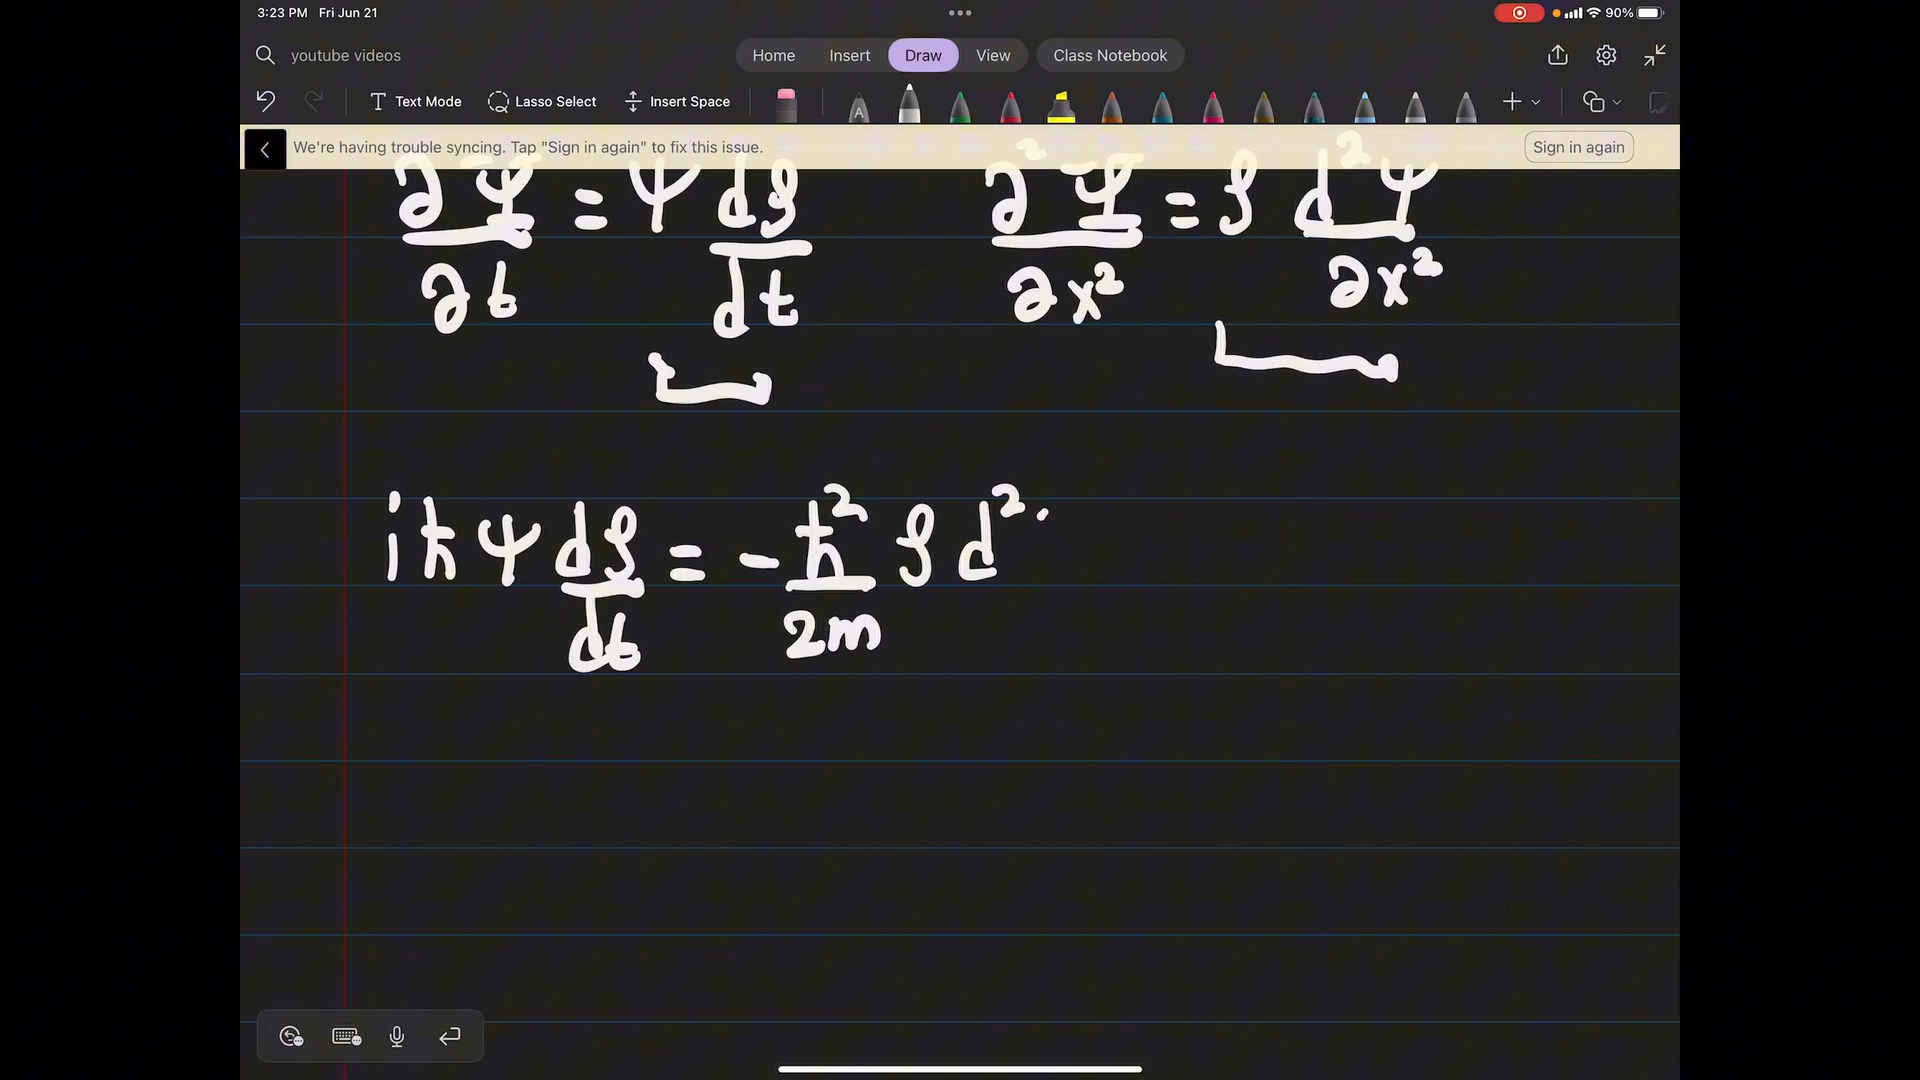 3:23 PM Fri Jun 21
90%
youtube videos
Home Insert Draw View Class Notebook
Text Mode Lasso Select Insert Space
A
We're having trouble syncing. Tap "Sign in again" to fix this issue. Sign in again
∂Ψ/∂t = ψ dφ/dt ∂²Ψ/∂x² = φ d²ψ/∂x²
iħ ψ dφ/dt = - ħ²/2m φ d²